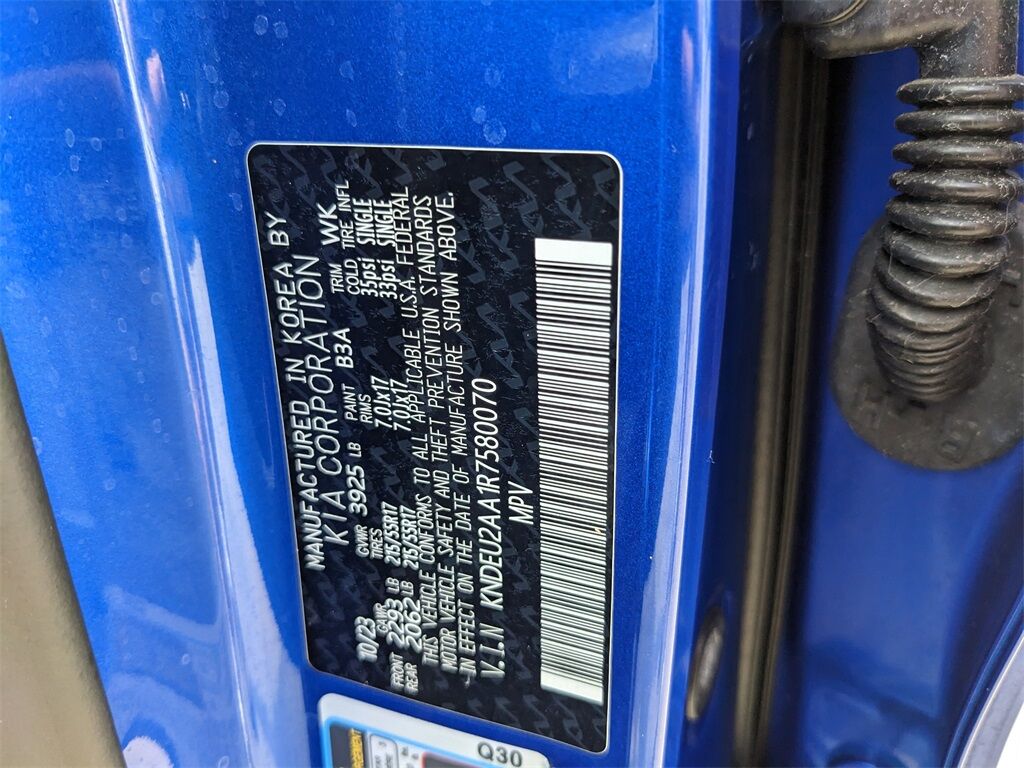 MANUFACTURED IN KOREA BY
KIA CORPORATION
10/23 GVWR 3925 LB PAINT B3A TRIM WK
GAWR TIRES RIMS COLD TIRE INFL
FRONT 2293 LB 215/55R17 7.0Jx17 35psi SINGLE
REAR 2062 LB 215/55R17 7.0Jx17 33psi SINGLE
THIS VEHICLE CONFORMS TO ALL APPLICABLE U.S.A. FEDERAL
MOTOR VEHICLE SAFETY AND THEFT PREVENTION STANDARDS
IN EFFECT ON THE DATE OF MANUFACTURE SHOWN ABOVE.
V.I.N KNDEU2AA1R7580070
MPV
Q30